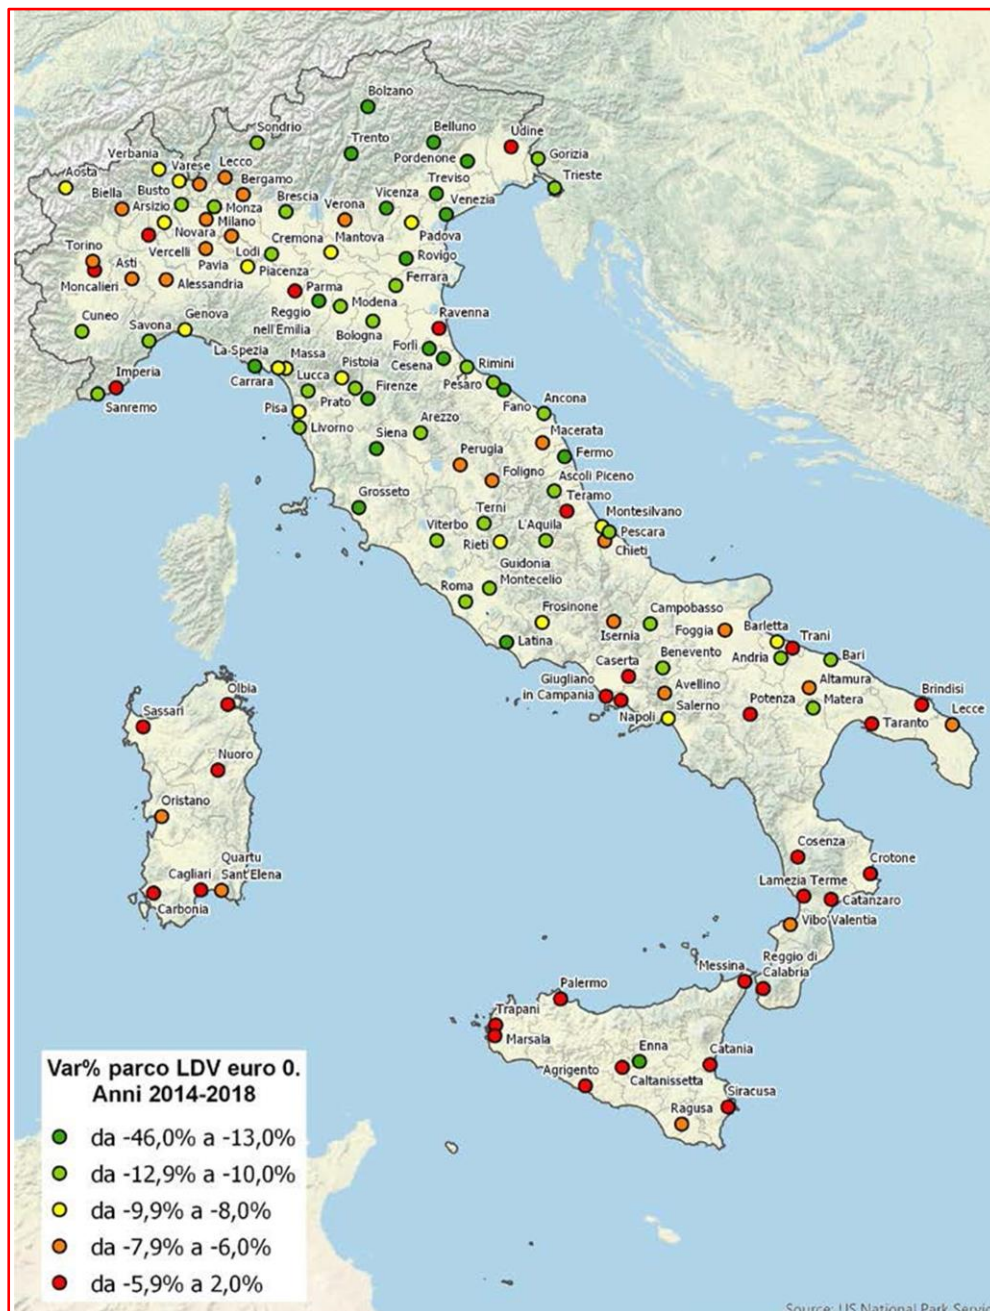 Bolzano
Sondrio
Trento
Belluno
Udine
Pordenone
Gorizia
Verbania
Varese
Lecco
Aosta
Bergamo
Treviso
Trieste
Biella
Busto
Arsizio
Monza
Brescia
Verona
Vicenza
Venezia
Milano
Novara
Cremona
Mantova
Padova
Torino
Vercelli
Lodi
Rovigo
Asti
Pavia
Piacenza
Moncalieri
Alessandria
Parma
Ferrara
Modena
Cuneo
Savona
Genova
Reggio
nell'Emilia
Bologna
Ravenna
La Spezia
Massa
Pistoia
Forlì
Cesena
Rimini
Imperia
Carrara
Lucca
Prato
Firenze
Pesaro
Sanremo
Fano
Ancona
Pisa
Livorno
Arezzo
Siena
Macerata
Perugia
Fermo
Foligno
Ascoli Piceno
Grosseto
Teramo
Terni
Montesilvano
Viterbo
L'Aquila
Pescara
Rieti
Chieti
Guidonia
Montecelio
Roma
Frosinone
Campobasso
Isernia
Foggia
Barletta
Trani
Latina
Benevento
Andria
Bari
Caserta
Giugliano
in Campania
Avellino
Altamura
Olbia
Potenza
Matera
Brindisi
Sassari
Napoli
Salerno
Taranto
Lecce
Nuoro
Oristano
Cosenza
Crotone
Quartu
Sant'Elena
Cagliari
Lamezia Terme
Carbonia
Catanzaro
Vibo Valentia
Messina
Reggio di
Calabria
Palermo
Trapani
Marsala
Enna
Catania
Agrigento
Caltanissetta
Siracusa
Ragusa
Var% parco LDV euro 0.
Anni 2014-2018
da -46,0% a -13,0%
da -12,9% a -10,0%
da -9,9% a -8,0%
da -7,9% a -6,0%
da -5,9% a 2,0%
Source: US National Park Servic